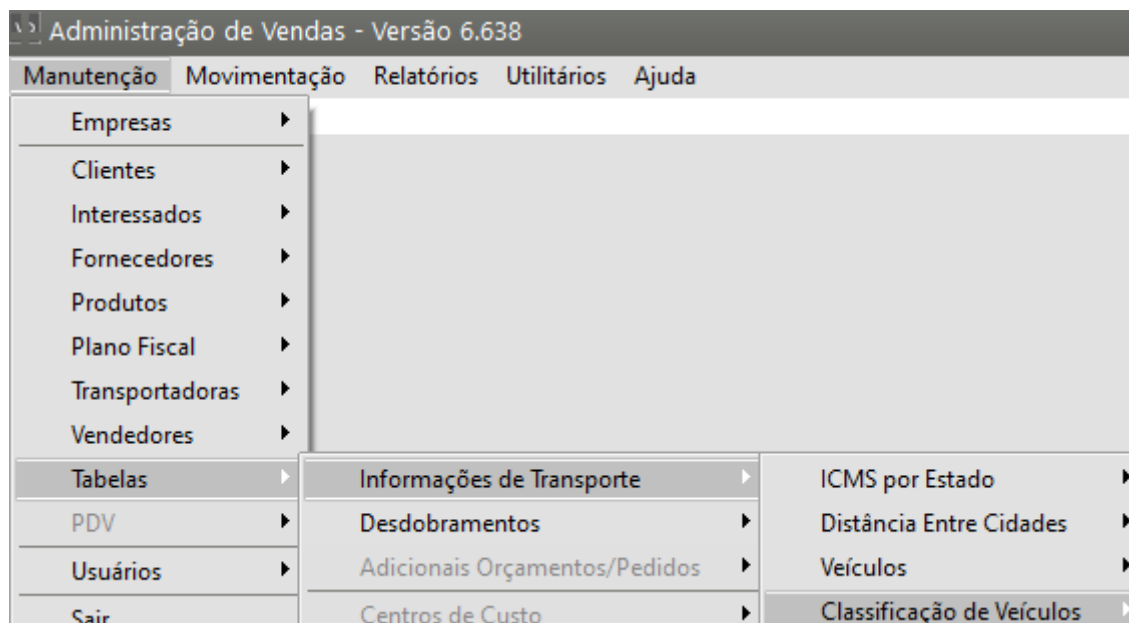 Administração de Vendas - Versão 6.638
Manutenção Movimentação Relatórios Utilitários Ajuda
Empresas
Clientes
Interessados
Fornecedores
Produtos
Plano Fiscal
Transportadoras
Vendedores
Tabelas Informações de Transporte ICMS por Estado
PDV Desdobramentos Distância Entre Cidades
Usuários Adicionais Orçamentos/Pedidos Veículos
Sair Centros de Custo Classificação de Veículos